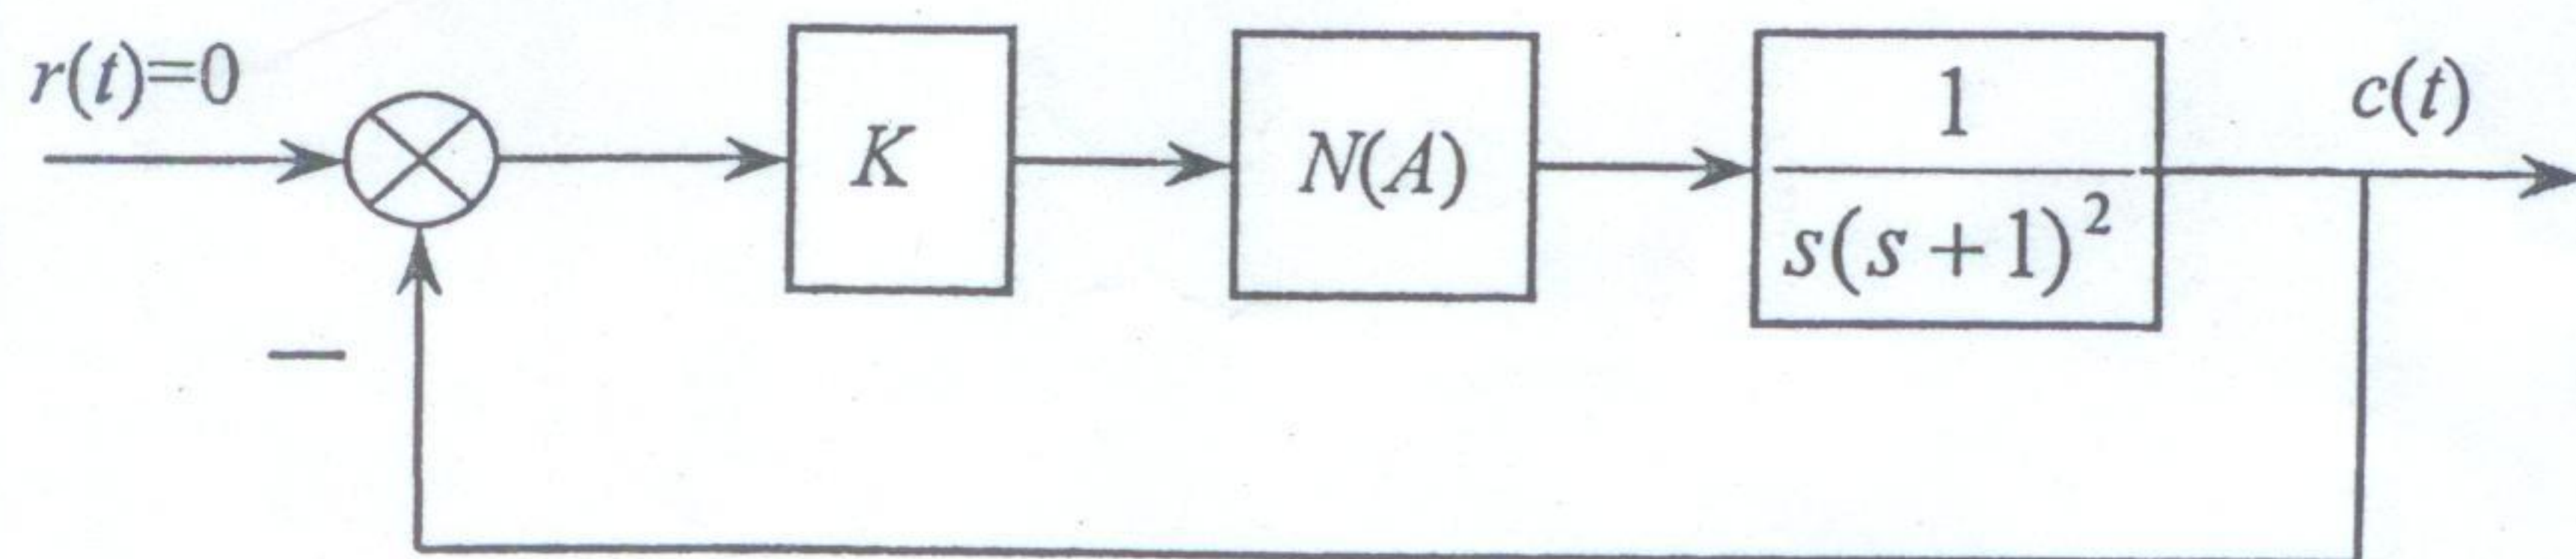 r(t)=0
K
N(A)
1
s(s+1)²
c(t)
−